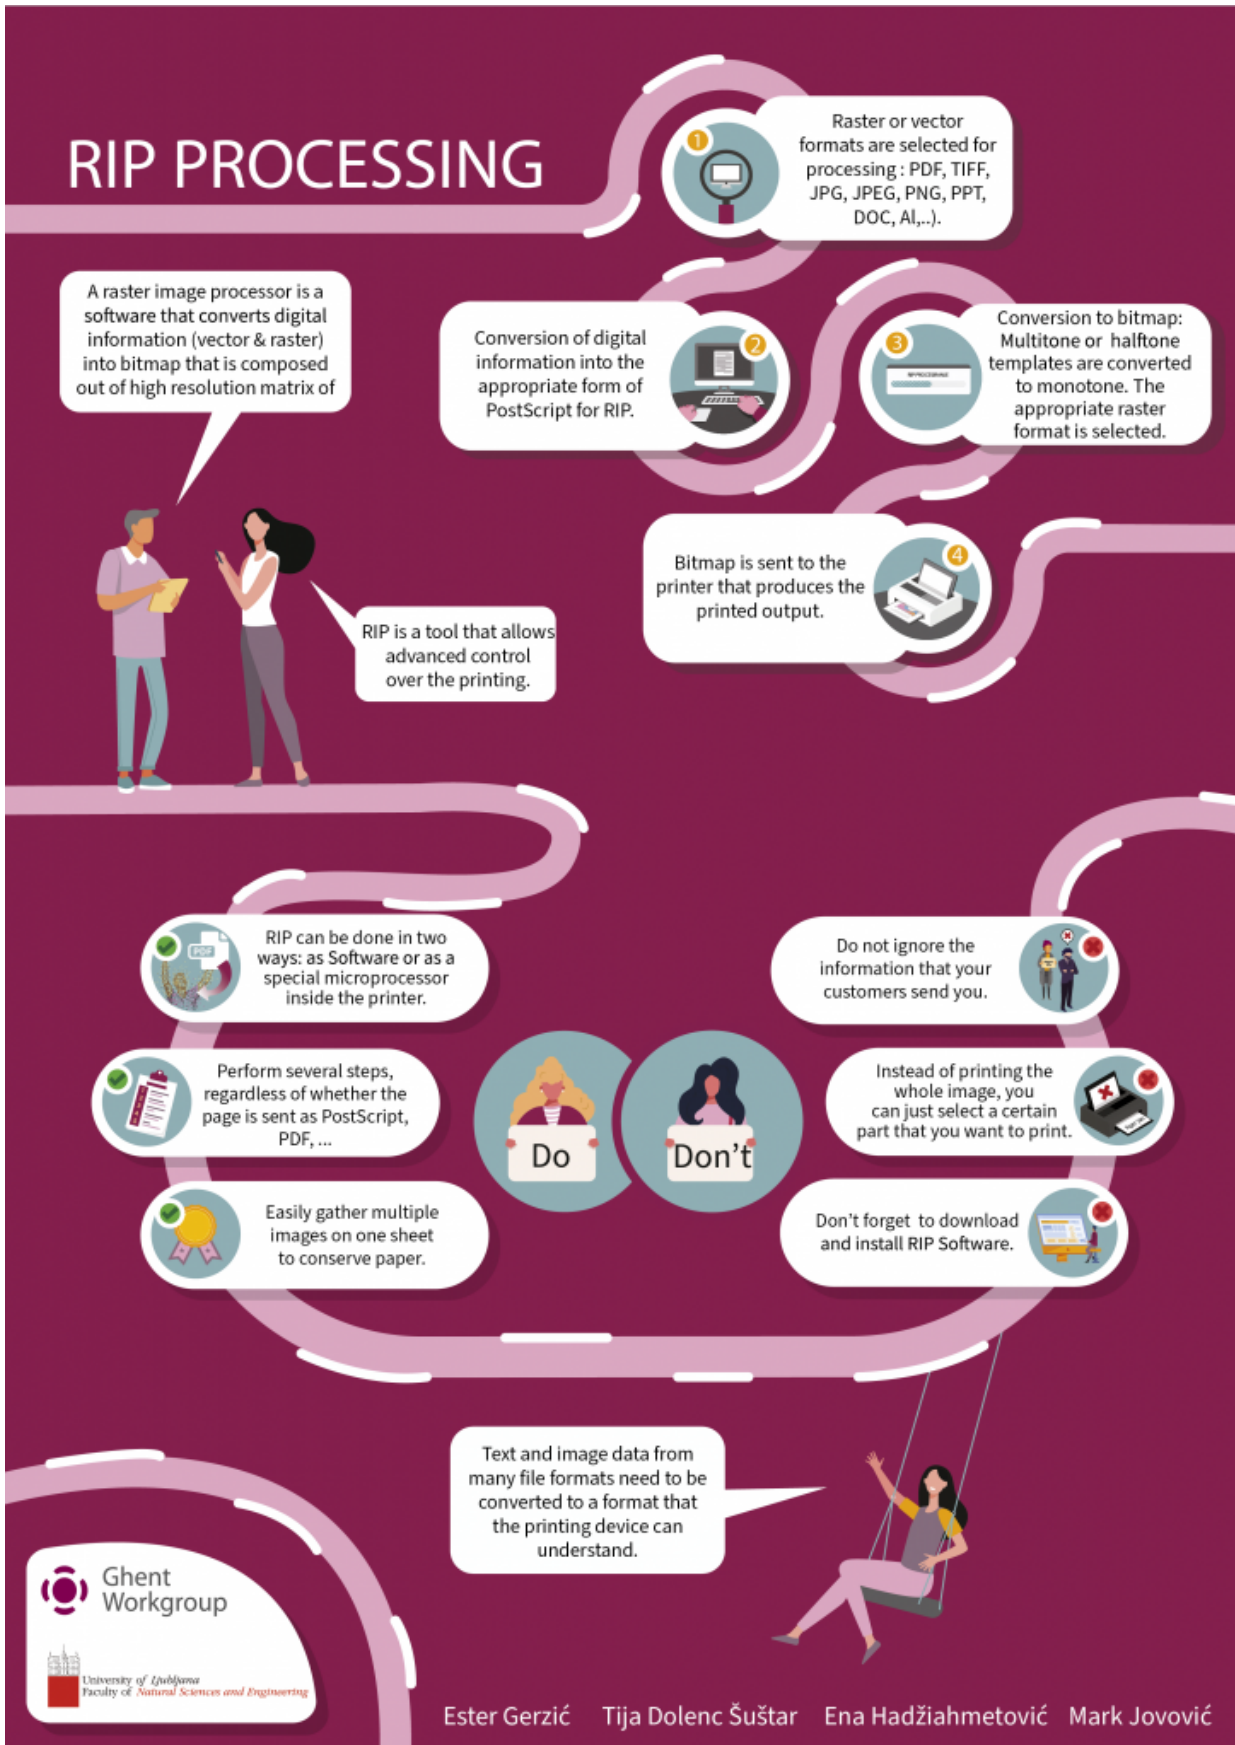 RIP PROCESSING
1
Raster or vector
formats are selected for
processing : PDF, TIFF,
JPG, JPEG, PNG, PPT,
DOC, AI,..).
A raster image processor is a
software that converts digital
information (vector & raster)
into bitmap that is composed
out of high resolution matrix of
Conversion of digital
information into the
appropriate form of
PostScript for RIP.
2
3
Conversion to bitmap:
Multitone or halftone
templates are converted
to monotone. The
appropriate raster
format is selected.
Bitmap is sent to the
printer that produces the
printed output.
4
RIP is a tool that allows
advanced control
over the printing.
PDF
RIP can be done in two
ways: as Software or as a
special microprocessor
inside the printer.
Perform several steps,
regardless of whether the
page is sent as PostScript,
PDF, ...
Easily gather multiple
images on one sheet
to conserve paper.
Do
Don't
Do not ignore the
information that your
customers send you.
Instead of printing the
whole image, you
can just select a certain
part that you want to print.
Don't forget to download
and install RIP Software.
Text and image data from
many file formats need to be
converted to a format that
the printing device can
understand.
Ghent
Workgroup
University of Ljubljana
Faculty of Natural Sciences and Engineering
Ester Gerzić Tija Dolenc Šuštar Ena Hadžiahmetović Mark Jovović